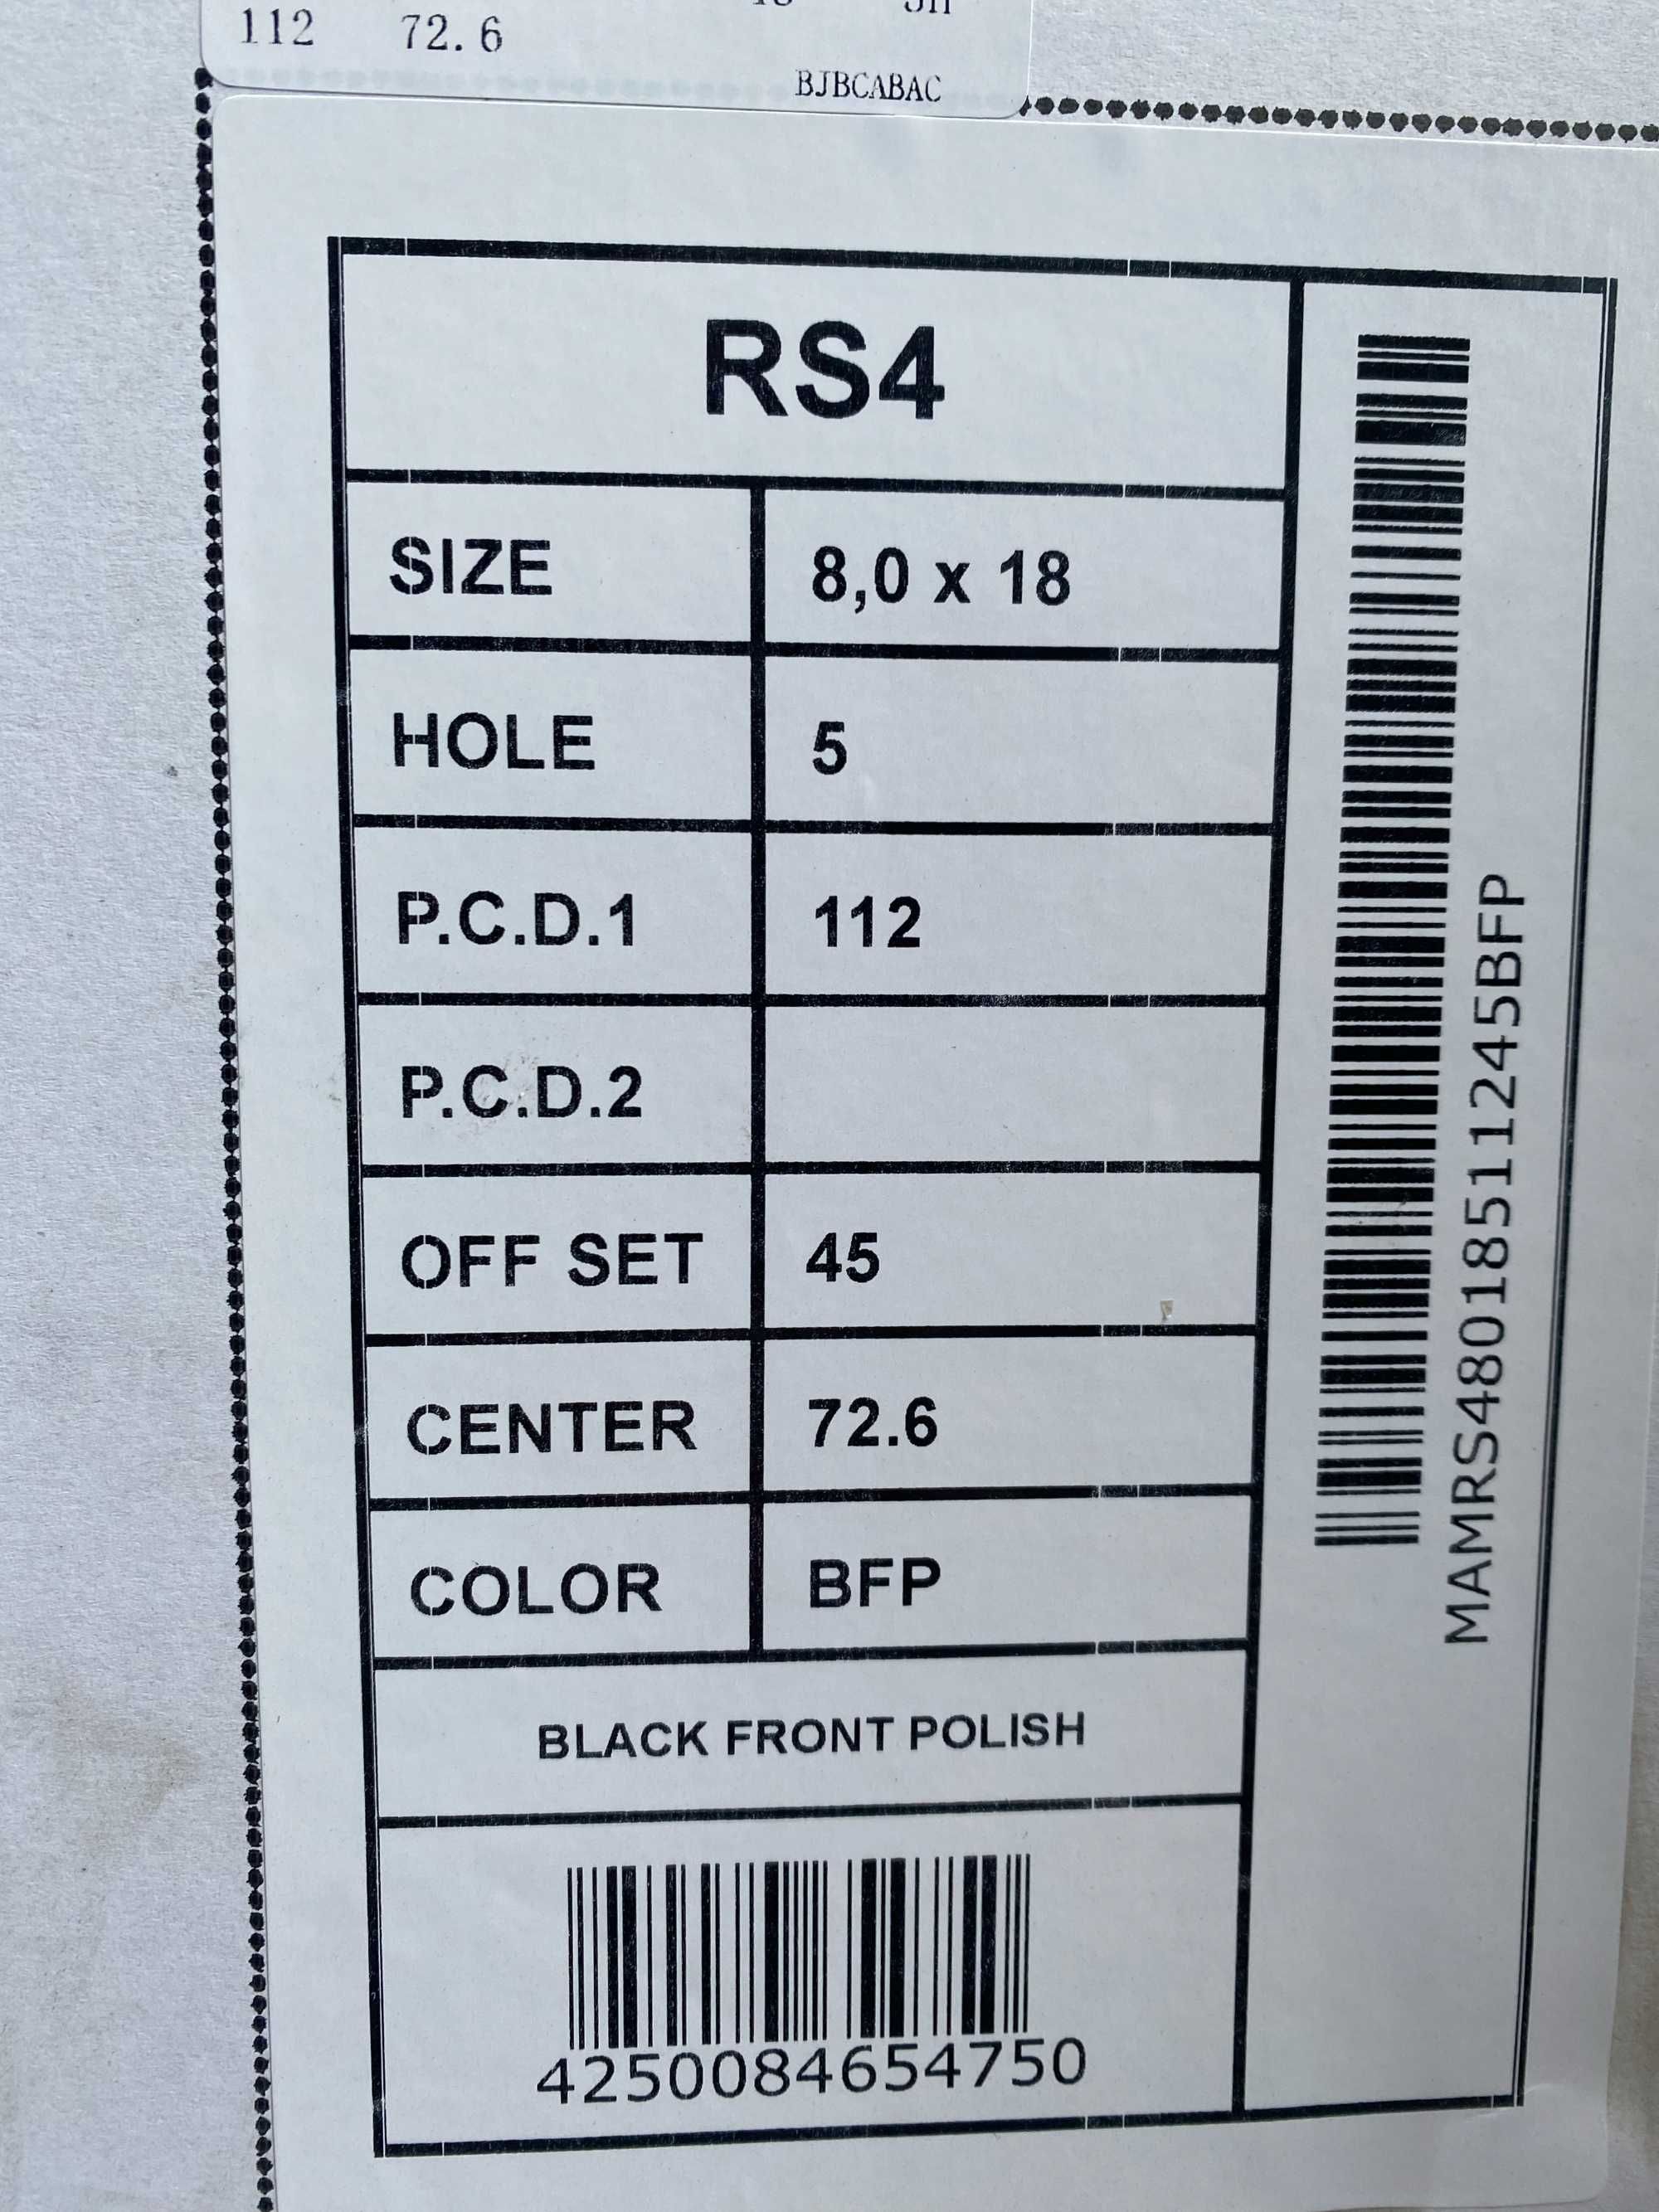 112 72.6
BJBCABAC
RS4
SIZE 8,0 x 18
HOLE 5
P.C.D.1 112
P.C.D.2
OFF SET 45
CENTER 72.6
COLOR BFP
BLACK FRONT POLISH
4250084654750
MAMRS48018511245BFP